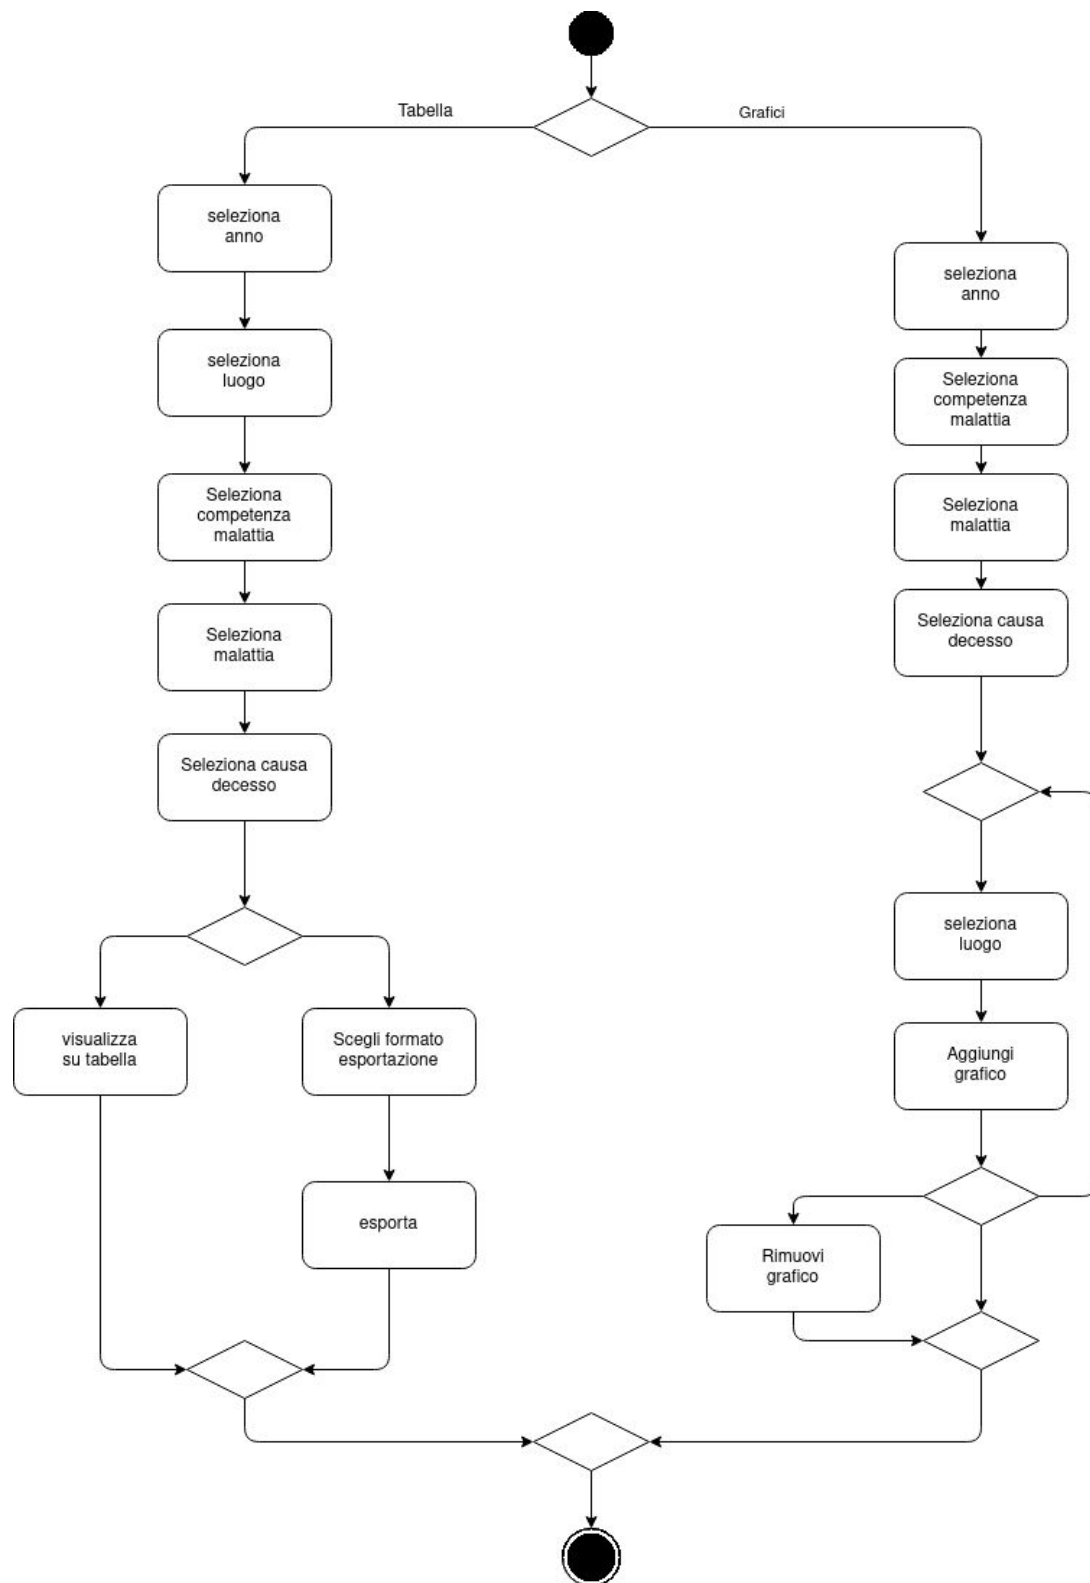 Tabella
Grafici
seleziona
anno
seleziona
luogo
Seleziona
competenza
malattia
Seleziona
malattia
Seleziona causa
decesso
visualizza
su tabella
Scegli formato
esportazione
esporta
seleziona
anno
Seleziona
competenza
malattia
Seleziona
malattia
Seleziona causa
decesso
seleziona
luogo
Aggiungi
grafico
Rimuovi
grafico